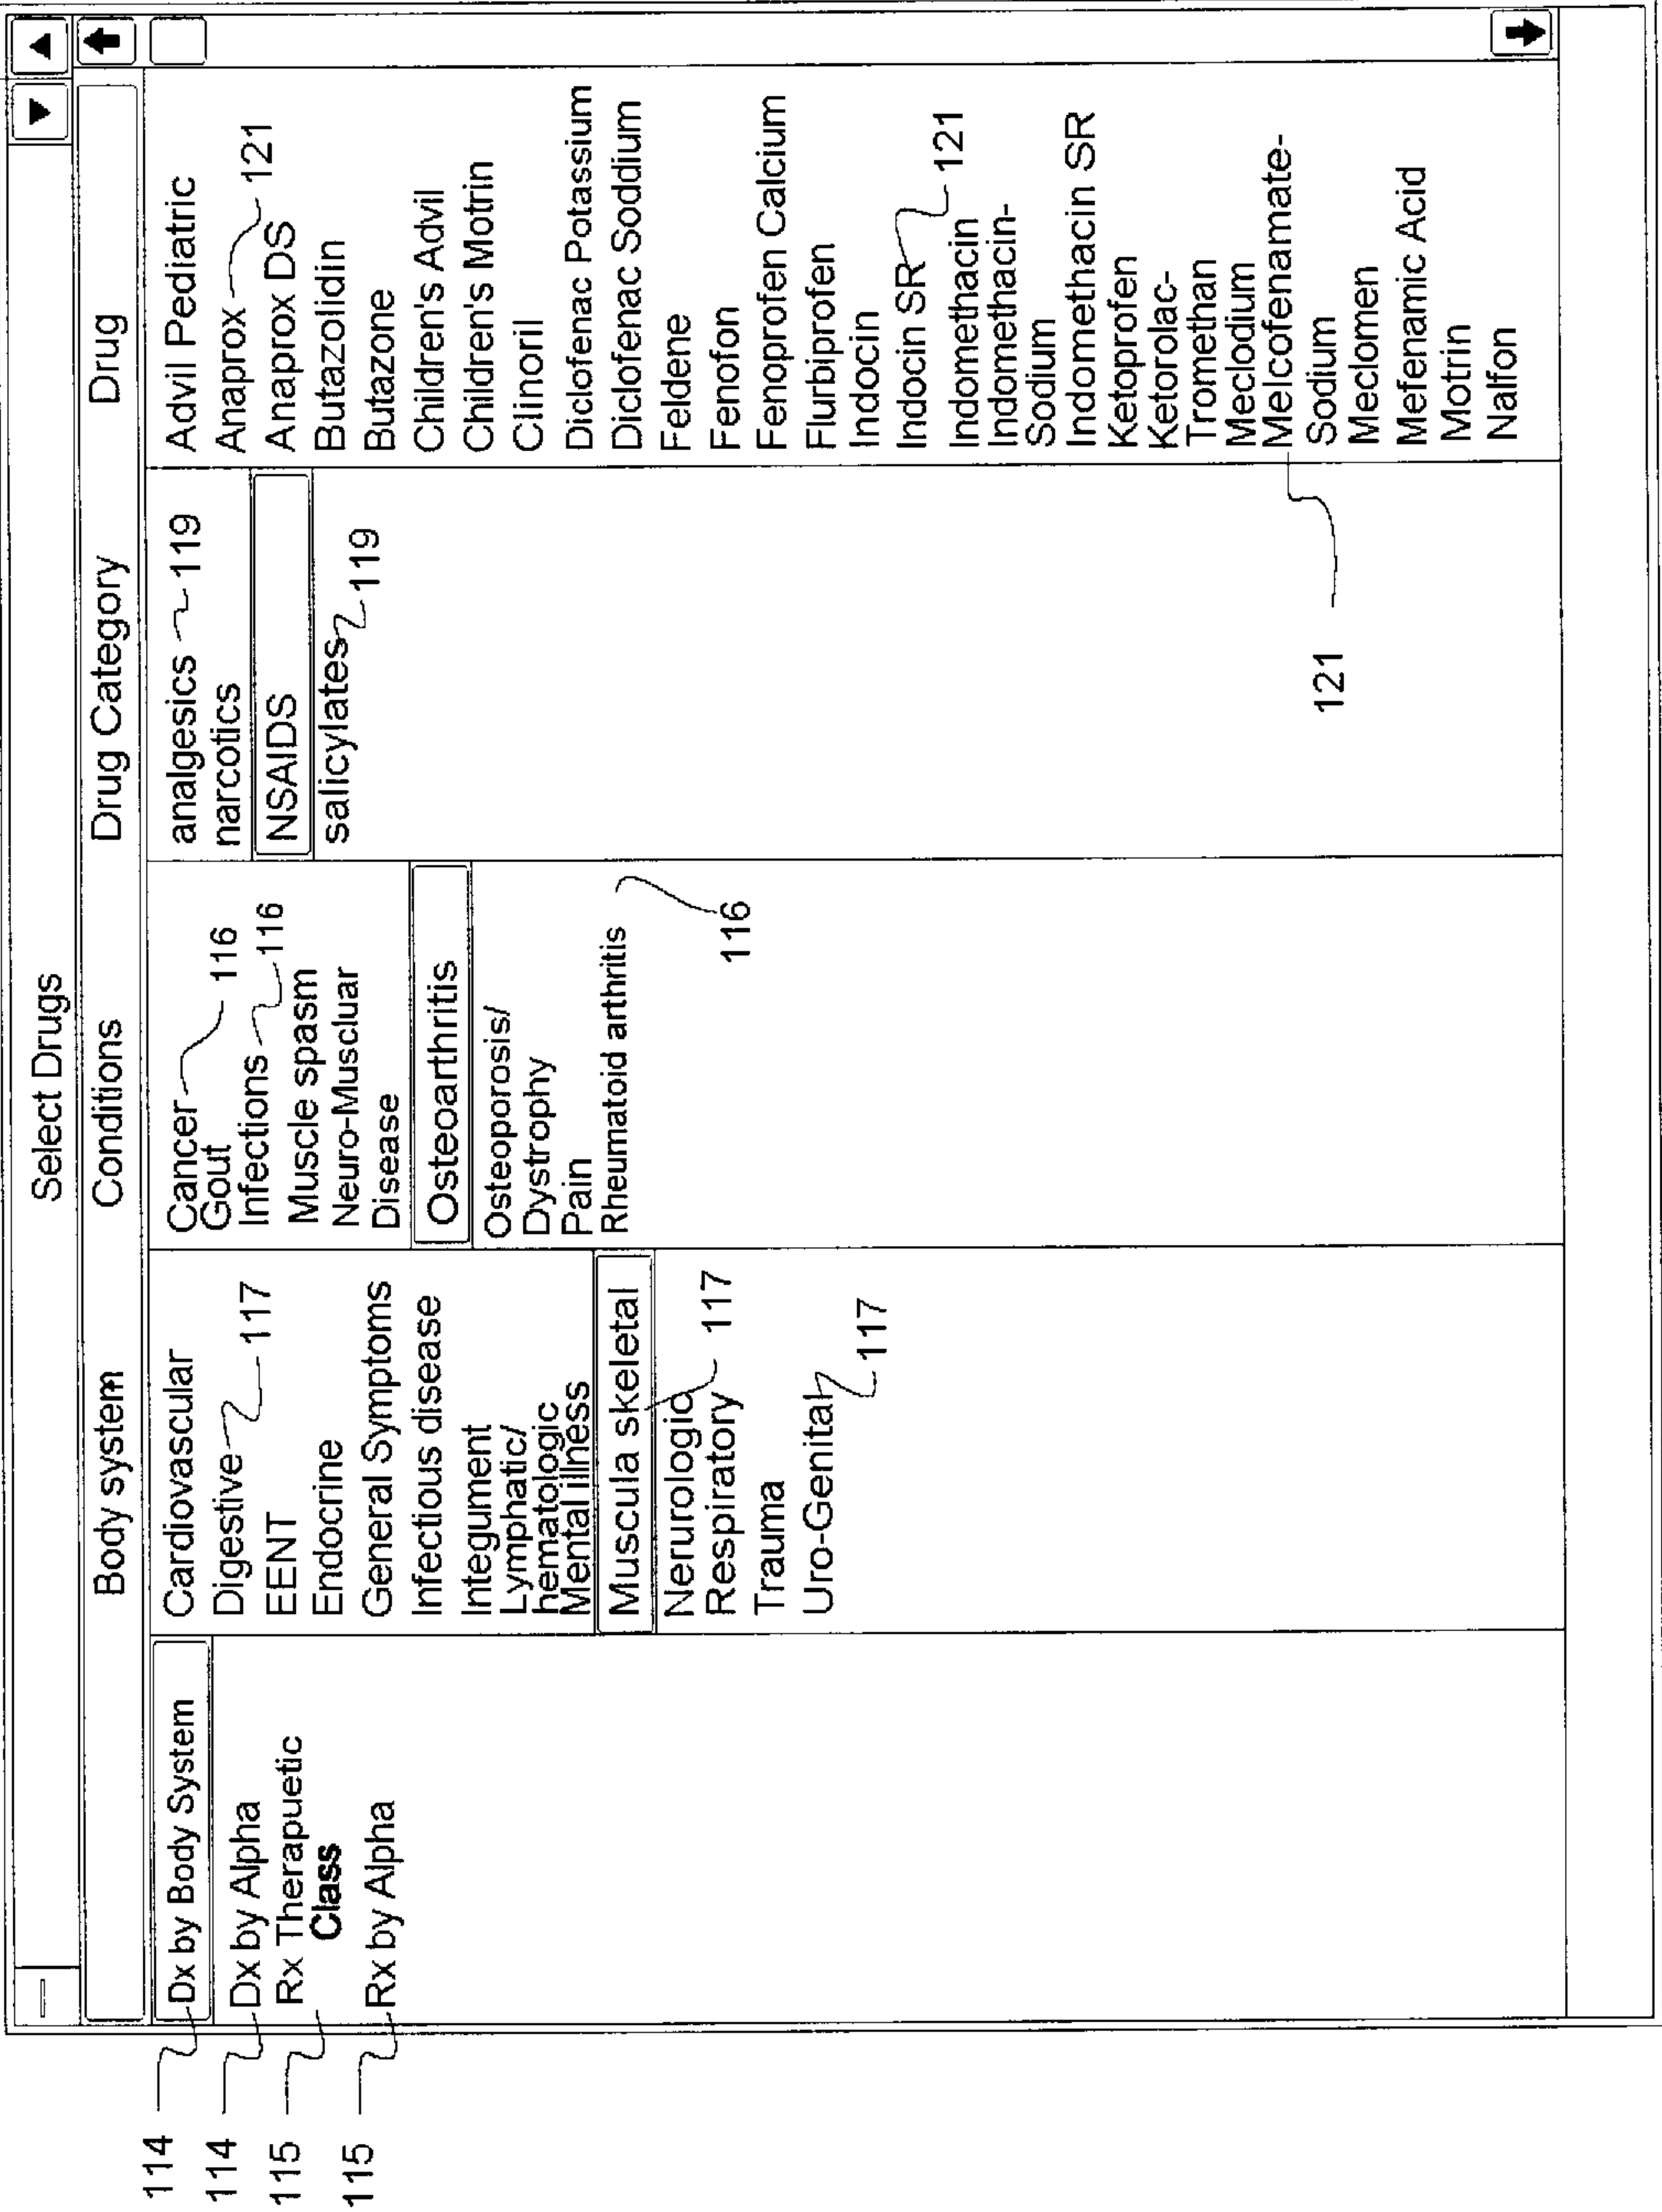 Select Drugs
Body system
Conditions
Drug Category
Drug
114
Dx by Body System
114
Dx by Alpha
115
Rx Therapuetic
Class
115
Rx by Alpha
Cardiovascular
Digestive 117
EENT
Endocrine
General Symptoms
Infectious disease
Integument
Lymphatic/
hematologic
Mental illness
Muscula skeletal
117
Nerurologic
Respiratory
Trauma
Uro-Genital 117
Cancer 116
Gout
Infections 116
Muscle spasm
Neuro-Muscluar
Disease
Osteoarthritis
Osteoporosis/
Dystrophy
Pain
Rheumatoid arthritis
116
analgesics 119
narcotics
NSAIDS
salicylates 119
Advil Pediatric
Anaprox 121
Anaprox DS
Butazolidin
Butazone
Children's Advil
Children's Motrin
Clinoril
Diclofenac Potassium
Diclofenac Soddium
Feldene
Fenofon
Fenoprofen Calcium
Flurbiprofen
Indocin
Indocin SR 121
Indomethacin
Indomethacin-
Sodium
Indomethacin SR
Ketoprofen
Ketorolac-
Tromethan
Meclodium
Melcofenamate-
121
Sodium
Meclomen
Mefenamic Acid
Motrin
Nalfon